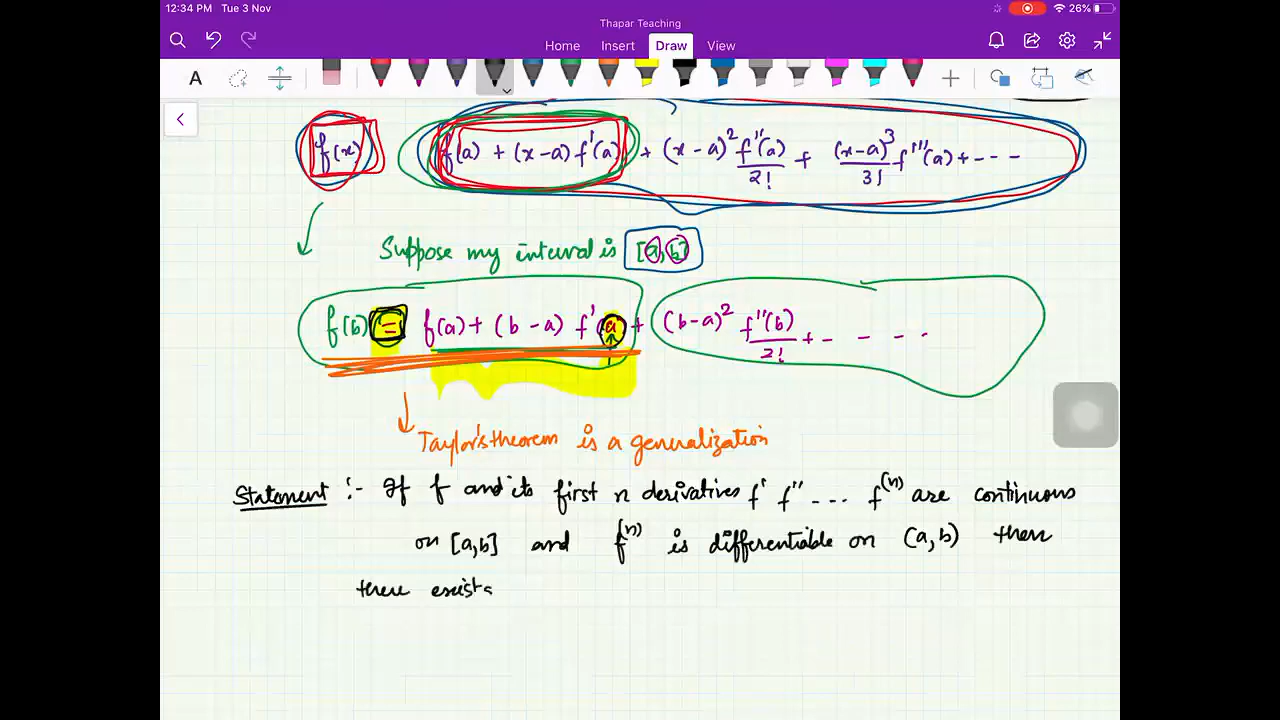 12:34 PM Tue 3 Nov
26%
Thapar Teaching
Home Insert Draw View
A
f(x) f(a) + (x-a) f'(a) + (x-a)² f''(a)/2! + (x-a)³/3! f'''(a) + ---
Suppose my interval is [a,b]
f(b) = f(a) + (b-a) f'(a) + (b-a)² f''(b)/2! + - - - -
Taylor's theorem is a generalization
Statement :- If f and its first n derivatives f' f'' ... f⁽ⁿ⁾ are continuous
on [a,b] and f⁽ⁿ⁾ is differentiable on (a,b) then
there exists